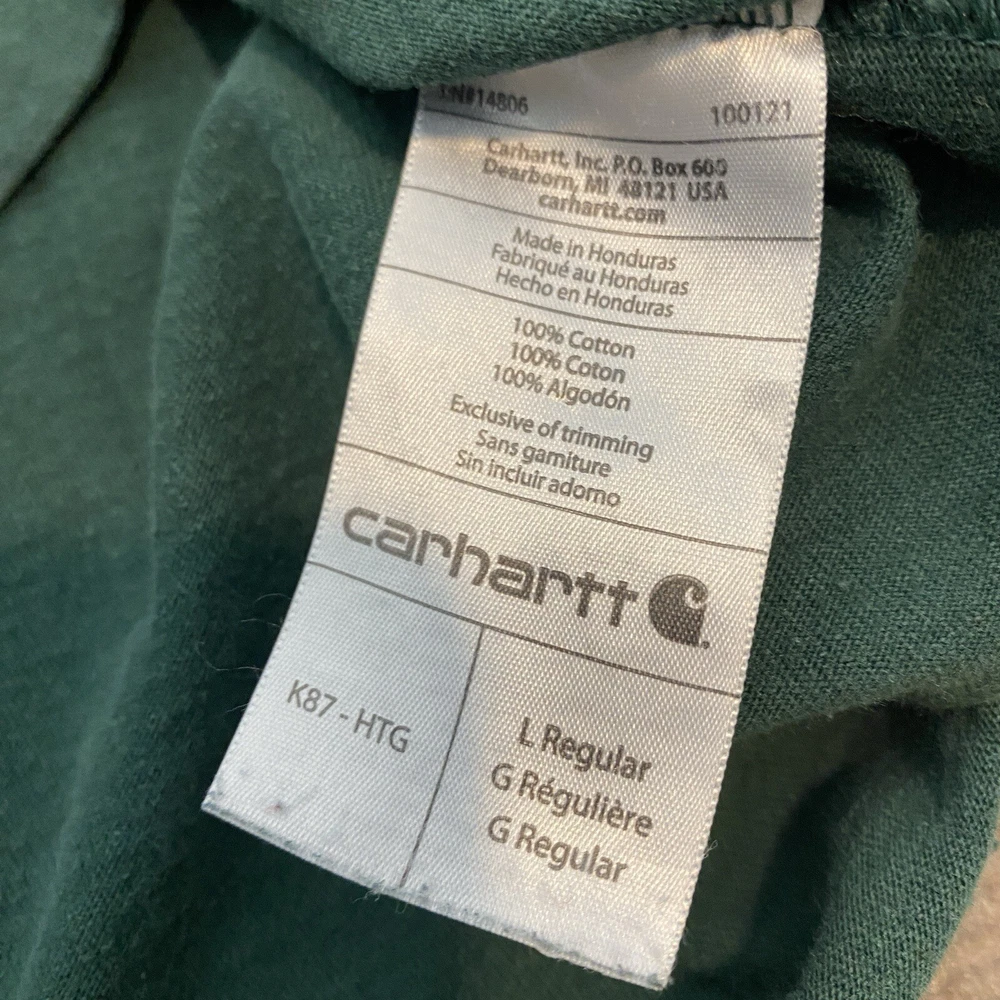 RN#14806 100121
Carhartt, Inc. P.O. Box 600
Dearborn, MI 48121 USA
carhartt.com
Made in Honduras
Fabriqué au Honduras
Hecho en Honduras
100% Cotton
100% Coton
100% Algodón
Exclusive of trimming
Sans garniture
Sin incluir adorno
carhartt
K87 - HTG
L Regular
G Régulière
G Regular